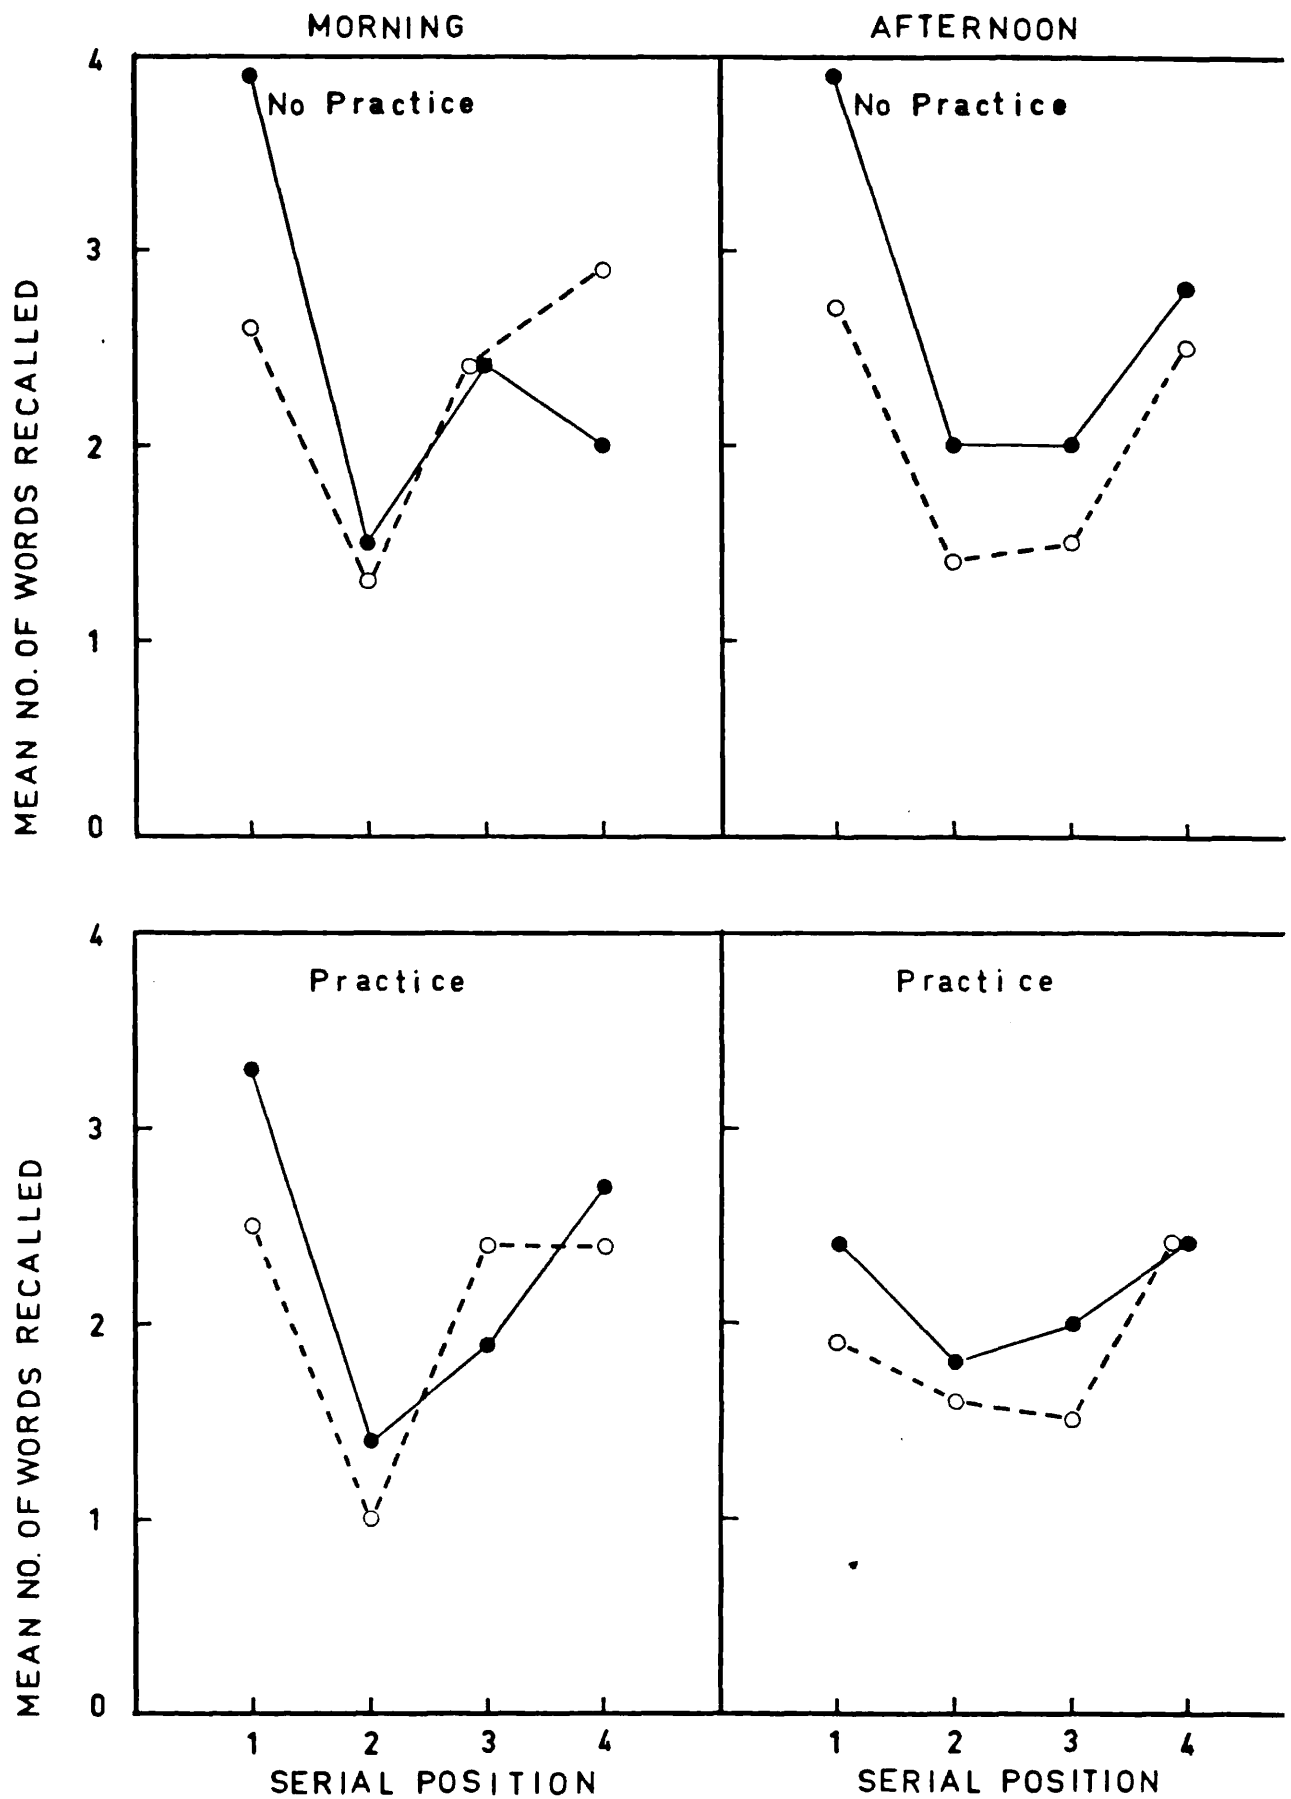 MORNING
AFTERNOON
4
No Practice
No Practice
3
2
1
0
MEAN NO. OF WORDS RECALLED
4
Practice
Practice
3
2
1
0
MEAN NO. OF WORDS RECALLED
1 2 3 4
1 2 3 4
SERIAL POSITION
SERIAL POSITION